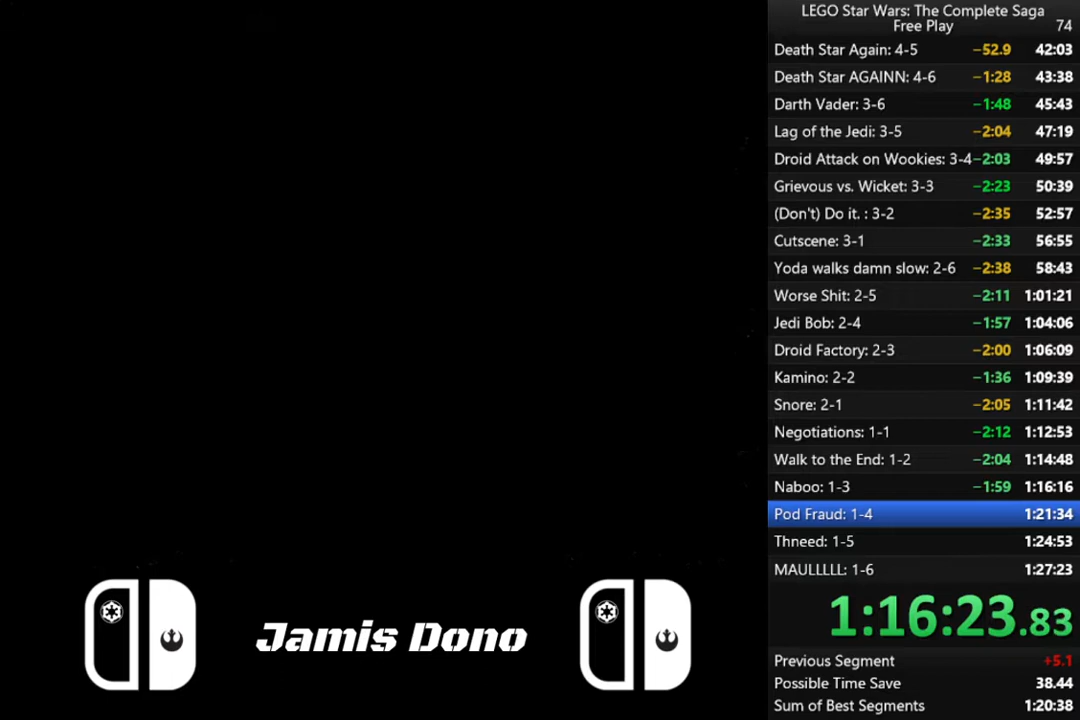 LEGO Star Wars: The Complete Saga
Free Play 74
Death Star Again: 4-5 −52.9 42:03
Death Star AGAINN: 4-6 −1:28 43:38
Darth Vader: 3-6 −1:48 45:43
Lag of the Jedi: 3-5 −2:04 47:19
Droid Attack on Wookies: 3-4 −2:03 49:57
Grievous vs. Wicket: 3-3 −2:23 50:39
(Don't) Do it. : 3-2 −2:35 52:57
Cutscene: 3-1 −2:33 56:55
Yoda walks damn slow: 2-6 −2:38 58:43
Worse Shit: 2-5 −2:11 1:01:21
Jedi Bob: 2-4 −1:57 1:04:06
Droid Factory: 2-3 −2:00 1:06:09
Kamino: 2-2 −1:36 1:09:39
Snore: 2-1 −2:05 1:11:42
Negotiations: 1-1 −2:12 1:12:53
Walk to the End: 1-2 −2:04 1:14:48
Naboo: 1-3 −1:59 1:16:16
Pod Fraud: 1-4 1:21:34
Thneed: 1-5 1:24:53
MAULLLLL: 1-6 1:27:23
1:16:23.83
Previous Segment +5.1
Possible Time Save 38.44
Sum of Best Segments 1:20:38
Jamis Dono